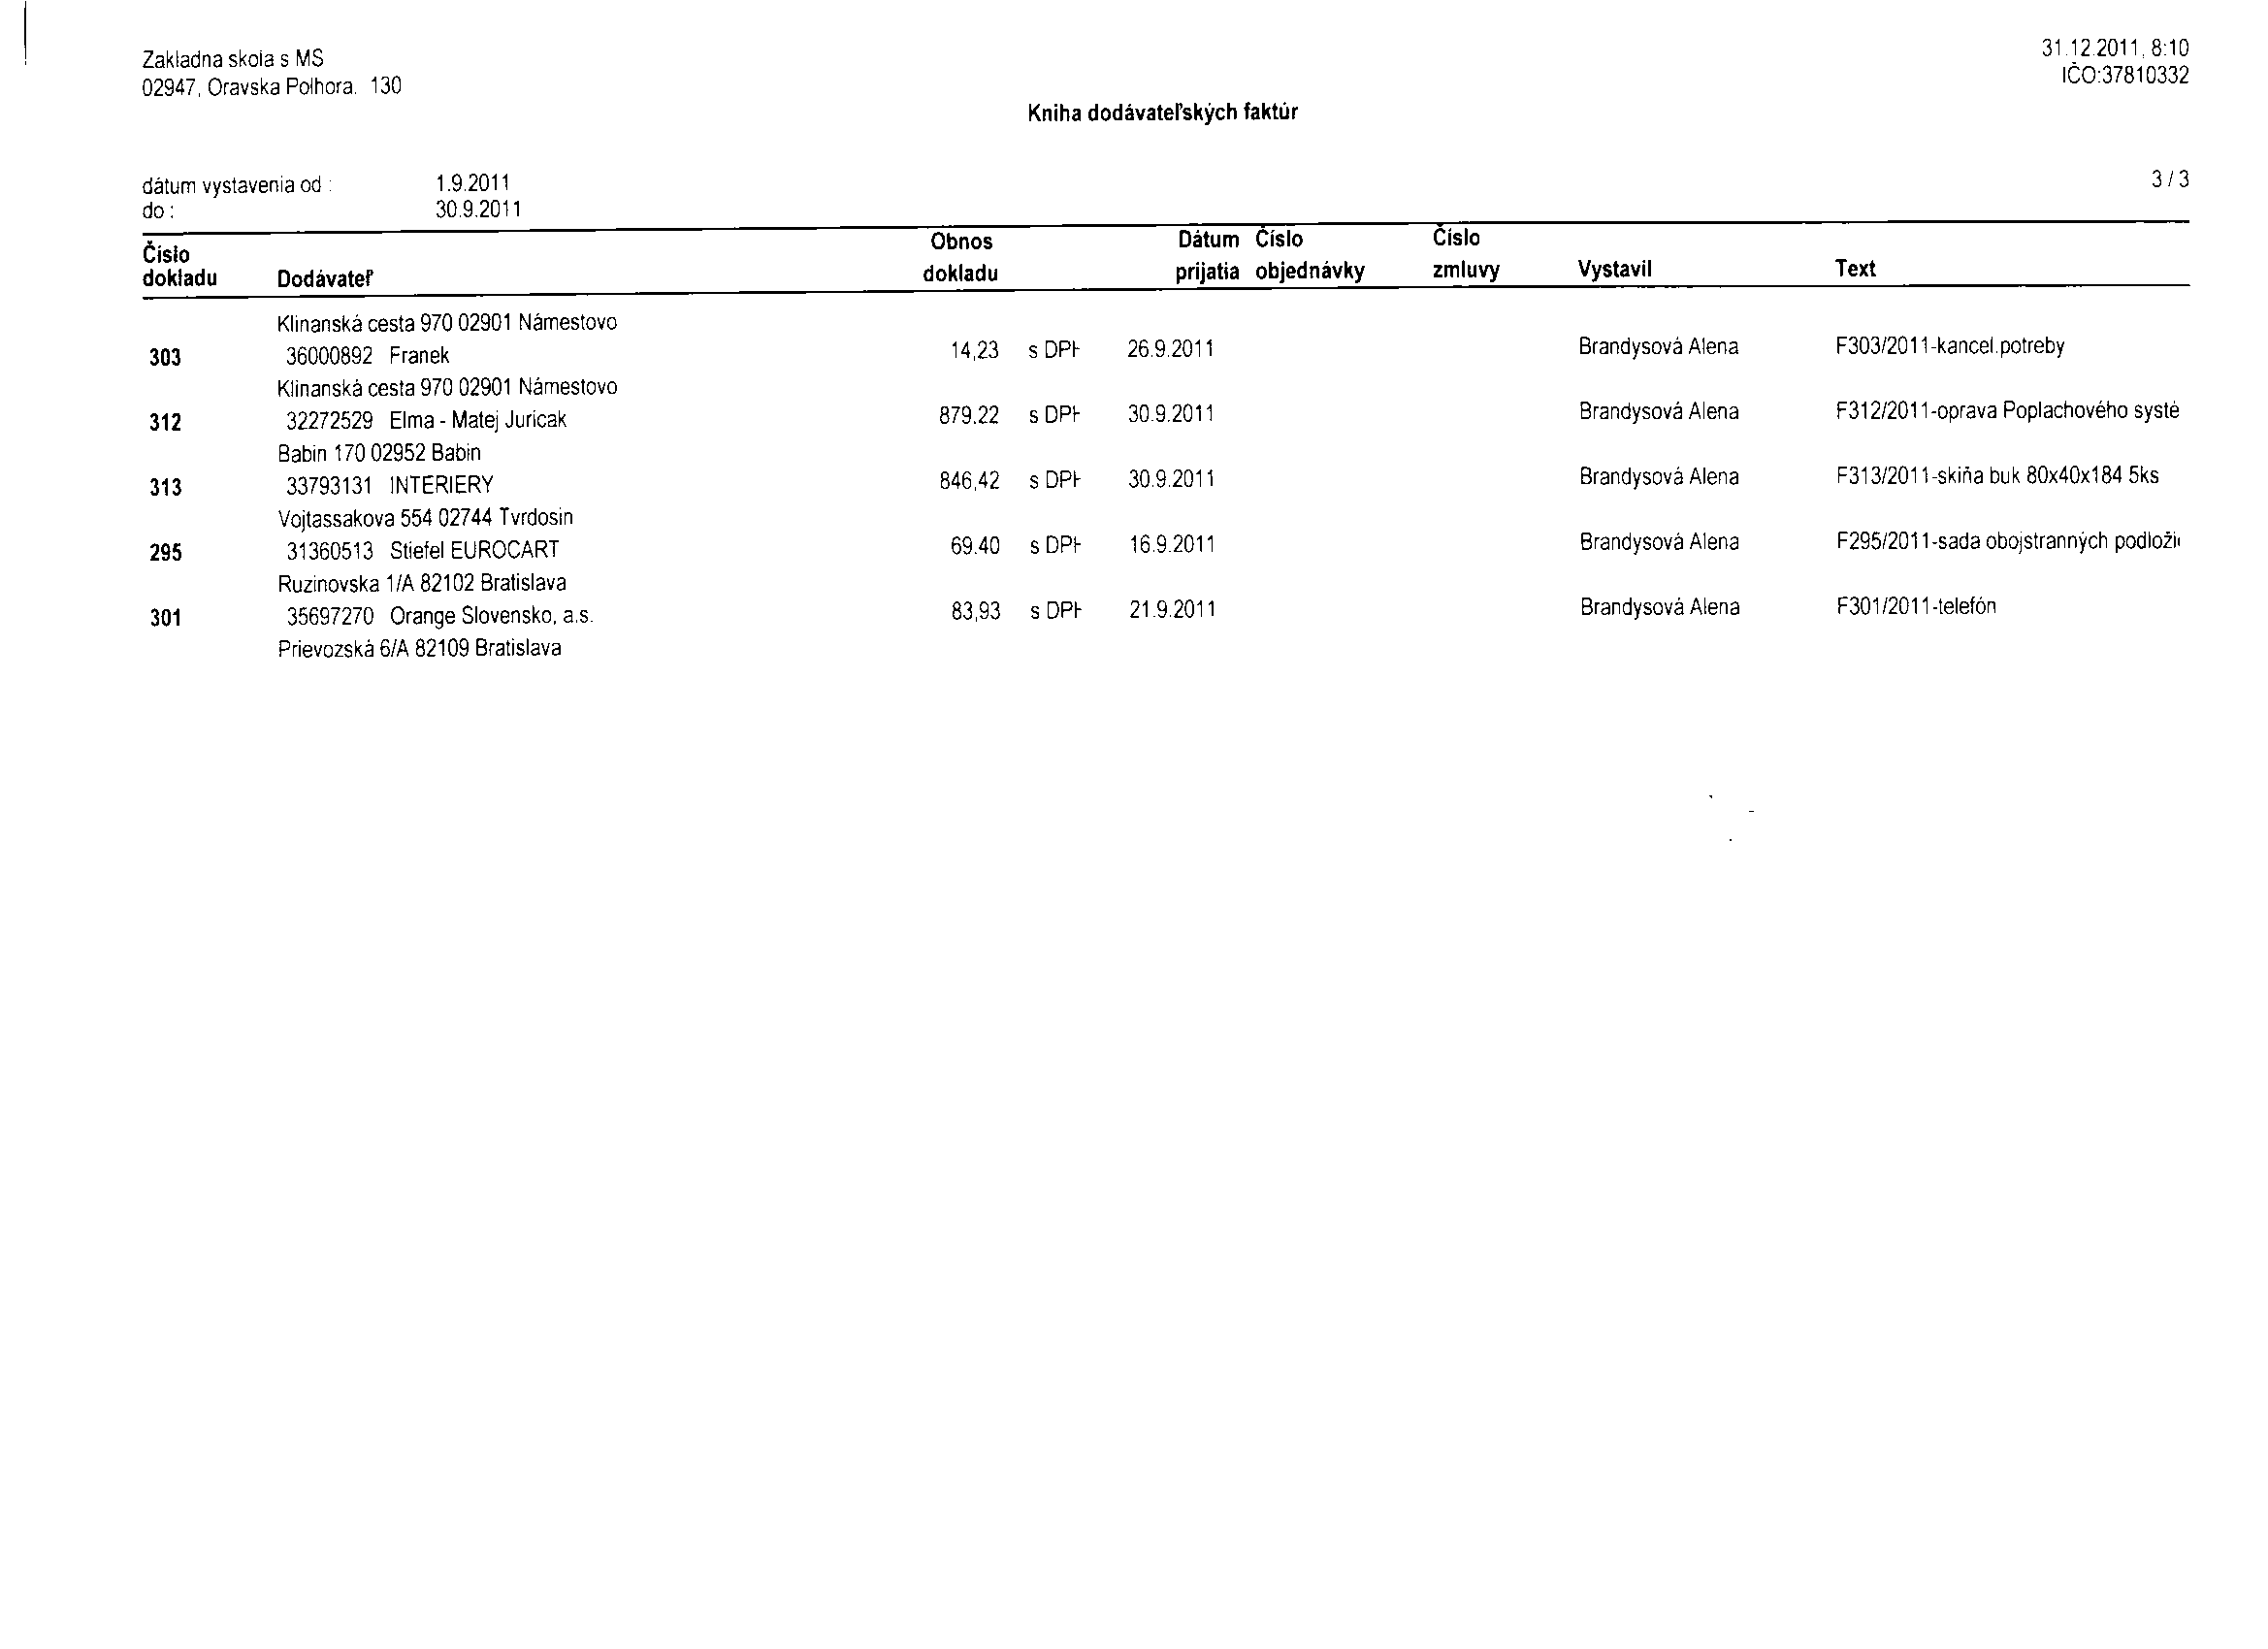 Zakladna skola s MS
02947, Oravska Polhora. 130
31.12.2011, 8:10
IČO:37810332
Kniha dodávateľských faktúr
dátum vystavenia od : 1.9.2011
do : 30.9.2011
3 / 3
Číslo dokladu Dodávateľ Obnos dokladu Dátum prijatia Číslo objednávky Číslo zmluvy Vystavil Text
Klinanská cesta 970 02901 Námestovo
303 36000892 Franek 14,23 s DPH 26.9.2011 Brandysová Alena F303/2011-kancel.potreby
Klinanská cesta 970 02901 Námestovo
312 32272529 Elma - Matej Juricak 879.22 s DPH 30.9.2011 Brandysová Alena F312/2011-oprava Poplachového systé
Babin 170 02952 Babin
313 33793131 INTERIERY 846,42 s DPH 30.9.2011 Brandysová Alena F313/2011-skiňa buk 80x40x184 5ks
Vojtassakova 554 02744 Tvrdosin
295 31360513 Stiefel EUROCART 69.40 s DPH 16.9.2011 Brandysová Alena F295/2011-sada obojstranných podloži
Ruzinovska 1/A 82102 Bratislava
301 35697270 Orange Slovensko, a.s. 83,93 s DPH 21.9.2011 Brandysová Alena F301/2011-telefón
Prievozská 6/A 82109 Bratislava